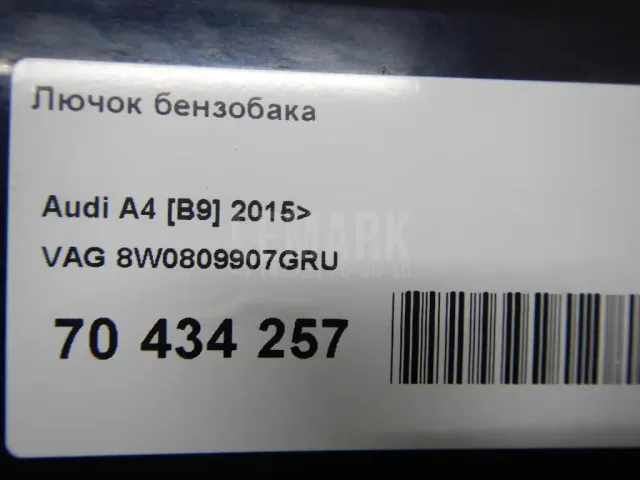 Лючок бензобака
Audi A4 [B9] 2015>
VAG 8W0809907GRU
70 434 257